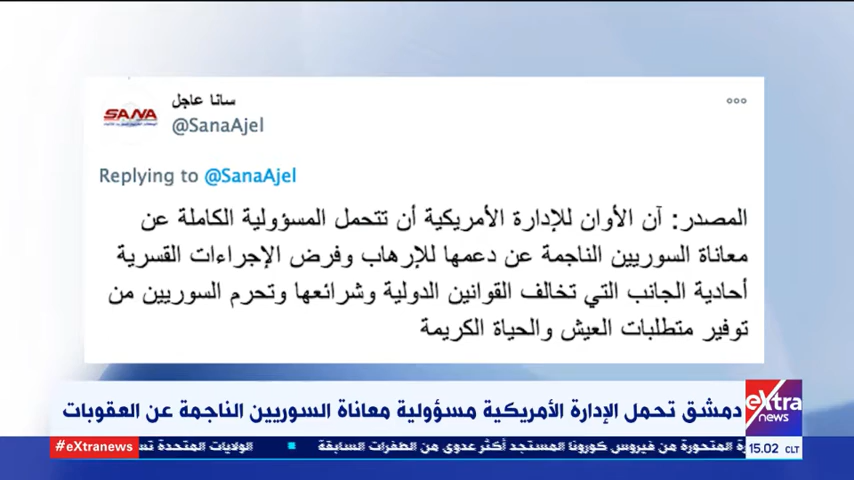 سانا عاجل
SANA
@SanaAjel
Replying to @SanaAjel
المصدر: آن الأوان للإدارة الأمريكية أن تتحمل المسؤولية الكاملة عن
معاناة السوريين الناجمة عن دعمها للإرهاب وفرض الإجراءات القسرية
أحادية الجانب التي تخالف القوانين الدولية وشرائعها وتحرم السوريين من
توفير متطلبات العيش والحياة الكريمة
دمشق تحمل الإدارة الأمريكية مسؤولية معاناة السوريين الناجمة عن العقوبات
eXtra
news
#eXtranews
المتحورة من فيروس كورونا المستجد أكثر عدوى من الطفرات السابقة
الولايات المتحدة
15.02 CLT